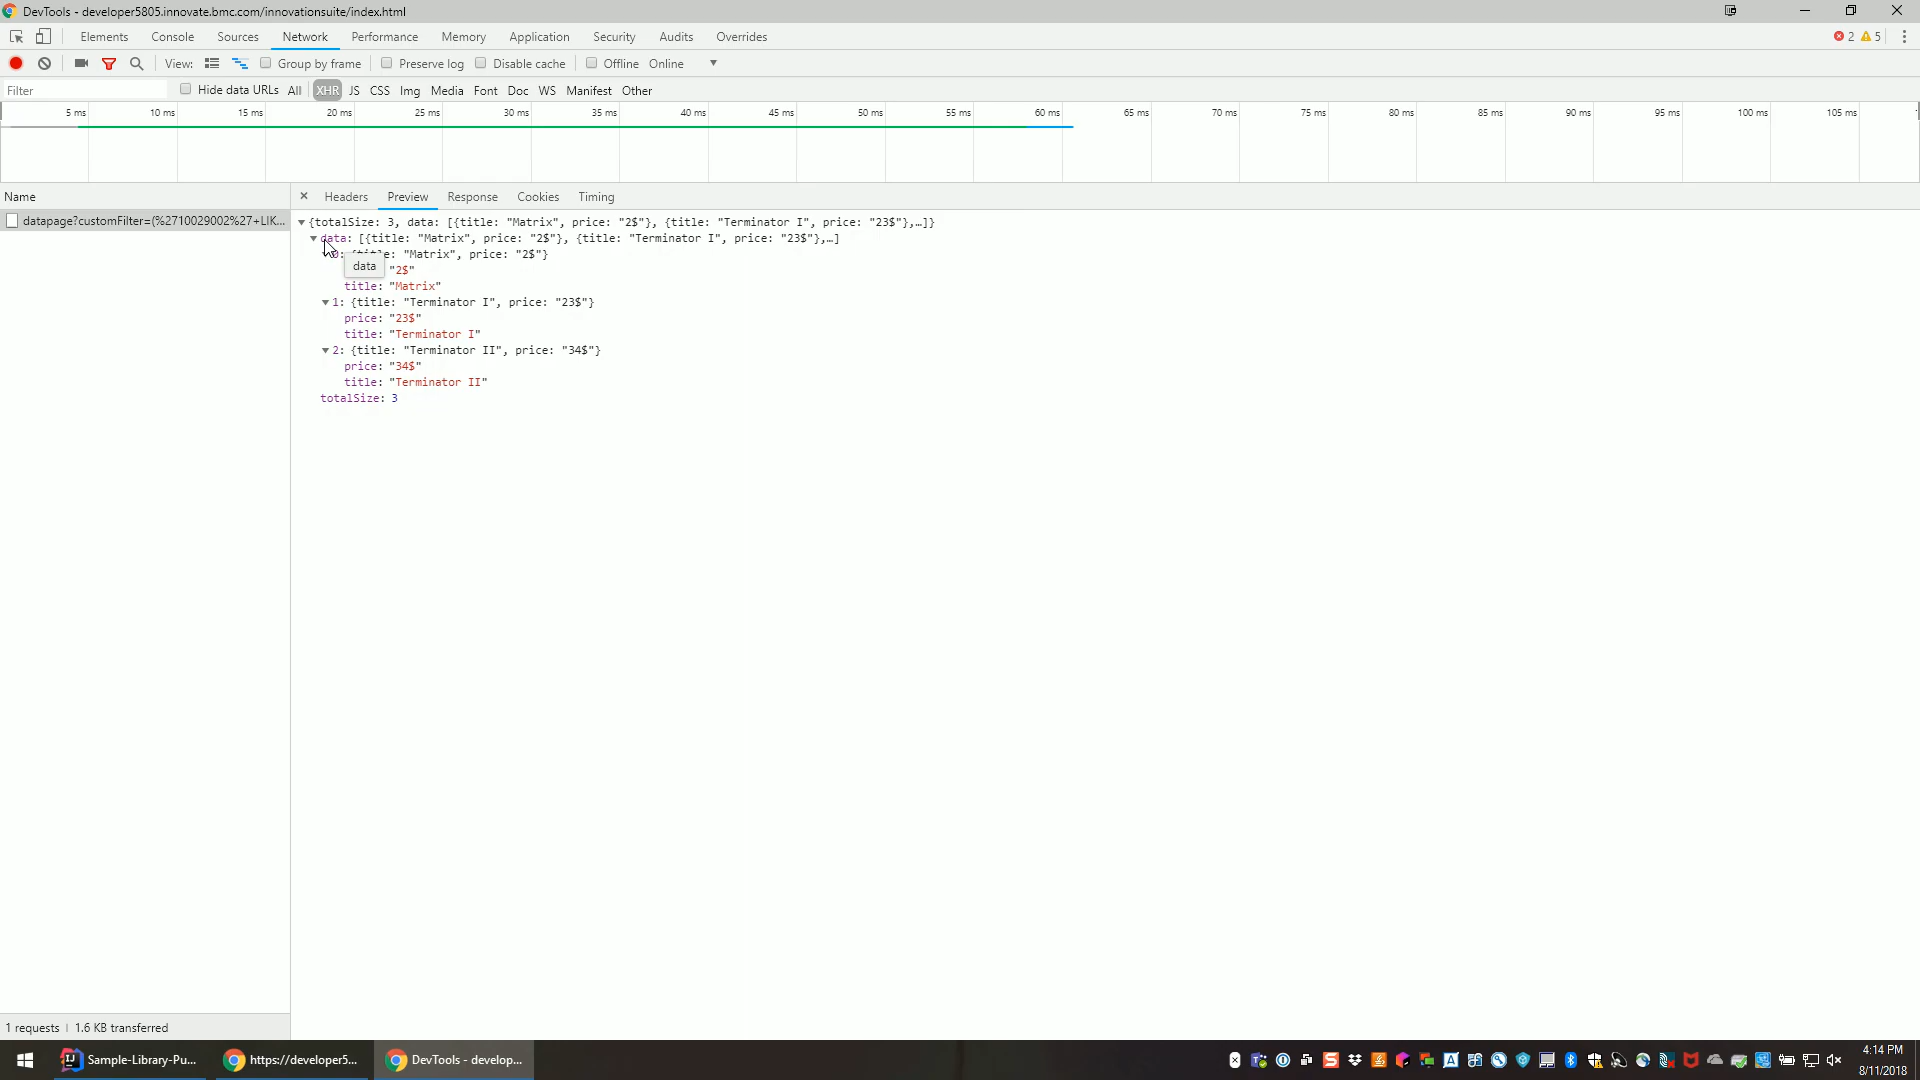 DevTools - developer5805.innovate.bmc.com/innovationsuite/index.html
Elements Console Sources Network Performance Memory Application Security Audits Overrides 2 5
View: Group by frame Preserve log Disable cache Offline Online
Filter Hide data URLs All XHR JS CSS Img Media Font Doc WS Manifest Other
5 ms 10 ms 15 ms 20 ms 25 ms 30 ms 35 ms 40 ms 45 ms 50 ms 55 ms 60 ms 65 ms 70 ms 75 ms 80 ms 85 ms 90 ms 95 ms 100 ms 105 ms
Name Headers Preview Response Cookies Timing
datapage?customFilter=(%2710029002%27+LIK...
{totalSize: 3, data: [{title: "Matrix", price: "2$"}, {title: "Terminator I", price: "23$"},…]}
data: [{title: "Matrix", price: "2$"}, {title: "Terminator I", price: "23$"},…]
0: {title: "Matrix", price: "2$"}
data
"2$"
title: "Matrix"
1: {title: "Terminator I", price: "23$"}
price: "23$"
title: "Terminator I"
2: {title: "Terminator II", price: "34$"}
price: "34$"
title: "Terminator II"
totalSize: 3
1 requests | 1.6 KB transferred
Sample-Library-Pu... https://developer5... DevTools - develop...
4:14 PM
8/11/2018